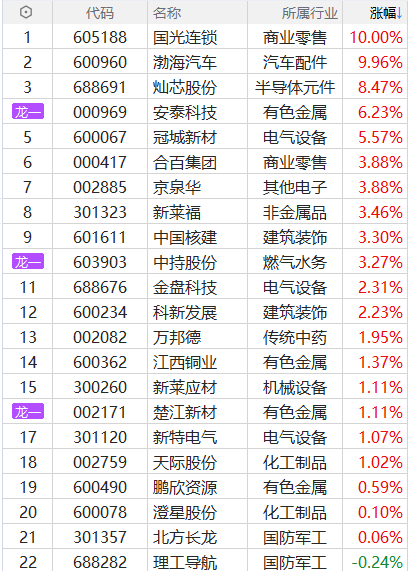 代码 名称 所属行业 涨幅↓
1 605188 国光连锁 商业零售 10.00%
2 600960 渤海汽车 汽车配件 9.96%
3 688691 灿芯股份 半导体元件 8.47%
龙一 000969 安泰科技 有色金属 6.23%
5 600067 冠城新材 电气设备 5.57%
6 000417 合百集团 商业零售 3.88%
7 002885 京泉华 其他电子 3.88%
8 301323 新莱福 非金属品 3.46%
9 601611 中国核建 建筑装饰 3.30%
龙一 603903 中持股份 燃气水务 3.27%
11 688676 金盘科技 电气设备 2.31%
12 600234 科新发展 建筑装饰 2.23%
13 002082 万邦德 传统中药 1.95%
14 600362 江西铜业 有色金属 1.37%
15 300260 新莱应材 机械设备 1.11%
龙一 002171 楚江新材 有色金属 1.11%
17 301120 新特电气 电气设备 1.07%
18 002759 天际股份 化工制品 1.02%
19 600490 鹏欣资源 有色金属 0.59%
20 600078 澄星股份 化工制品 0.10%
21 301357 北方长龙 国防军工 0.06%
22 688282 理工导航 国防军工 -0.24%